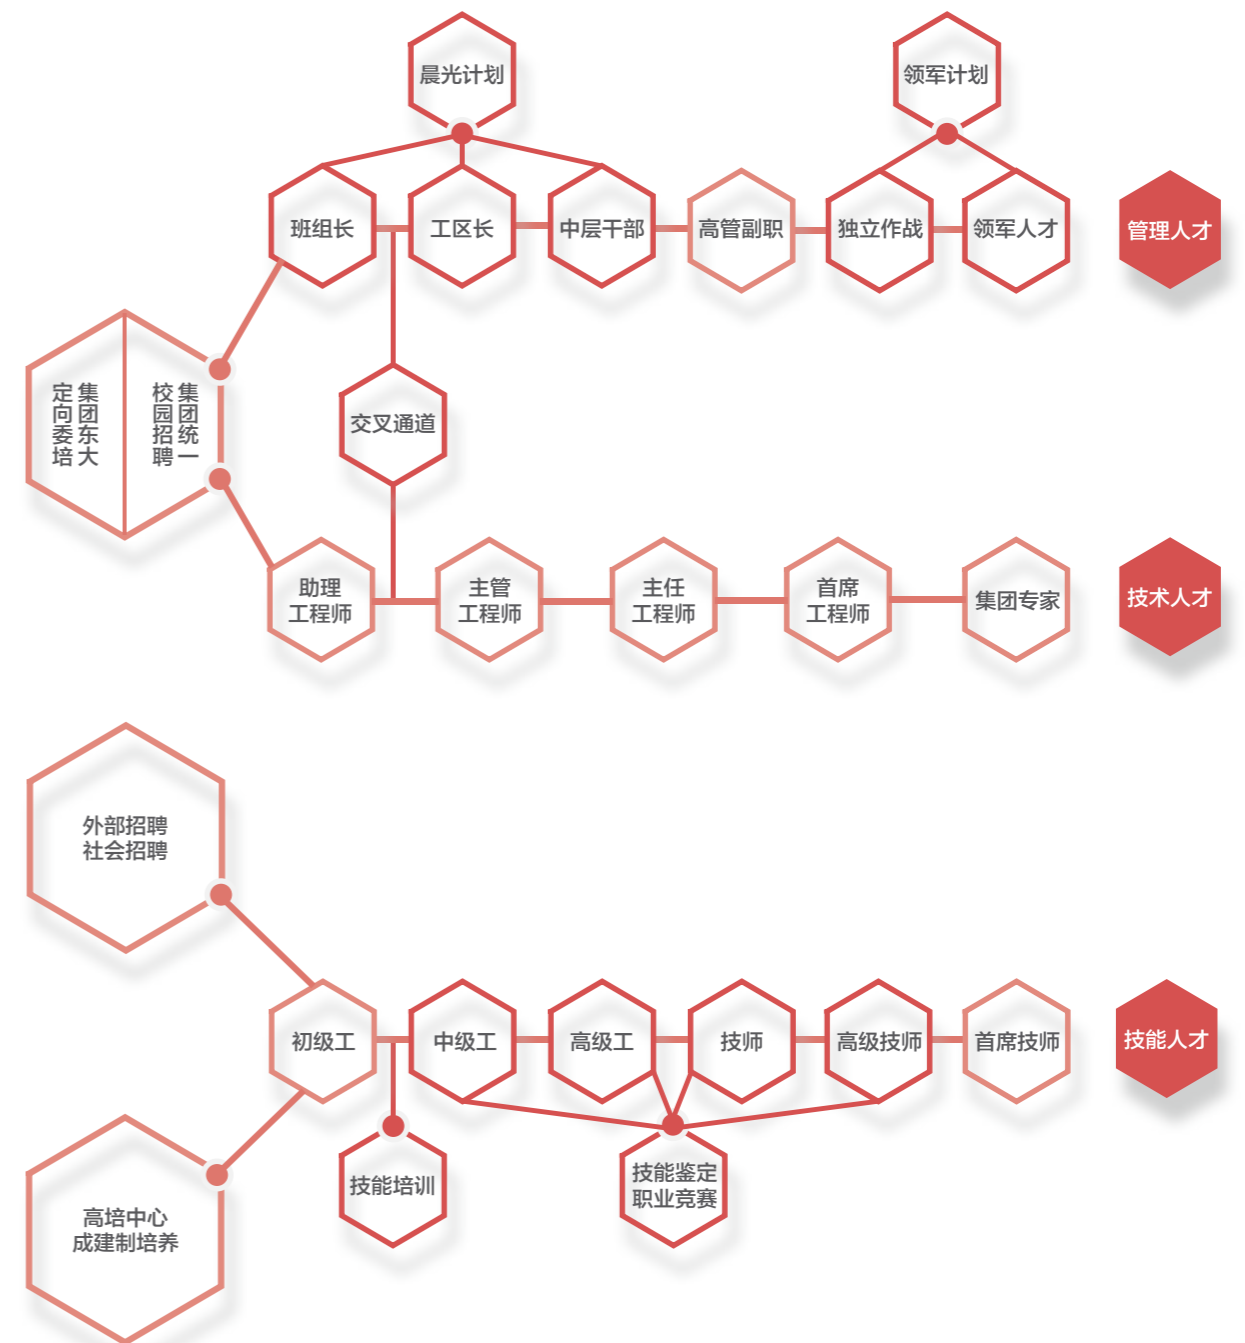 晨光计划
领军计划
班组长
工区长
中层干部
高管副职
独立作战
领军人才
管理人才
集团东大
定向委培
集团统一
校园招聘
交叉通道
助理
工程师
主管
工程师
主任
工程师
首席
工程师
集团专家
技术人才
外部招聘
社会招聘
初级工
中级工
高级工
技师
高级技师
首席技师
技能人才
技能培训
技能鉴定
职业竞赛
高培中心
成建制培养